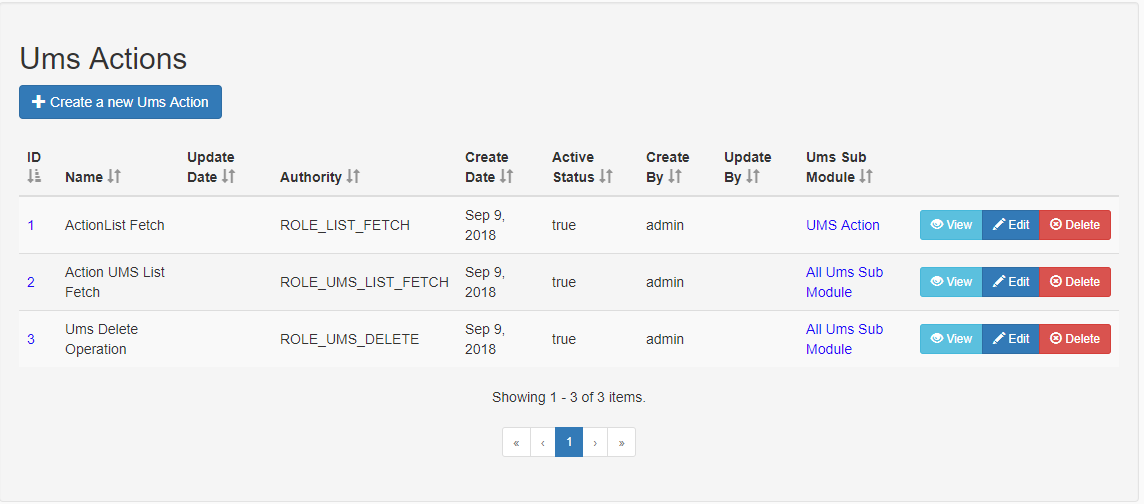 Ums Actions
Create a new Ums Action
ID Name Update Date Authority Create Date Active Status Create By Update By Ums Sub Module
1 ActionList Fetch ROLE_LIST_FETCH Sep 9, 2018 true admin UMS Action View Edit Delete
2 Action UMS List Fetch ROLE_UMS_LIST_FETCH Sep 9, 2018 true admin All Ums Sub Module View Edit Delete
3 Ums Delete Operation ROLE_UMS_DELETE Sep 9, 2018 true admin All Ums Sub Module View Edit Delete
Showing 1 - 3 of 3 items.
« ‹ 1 › »